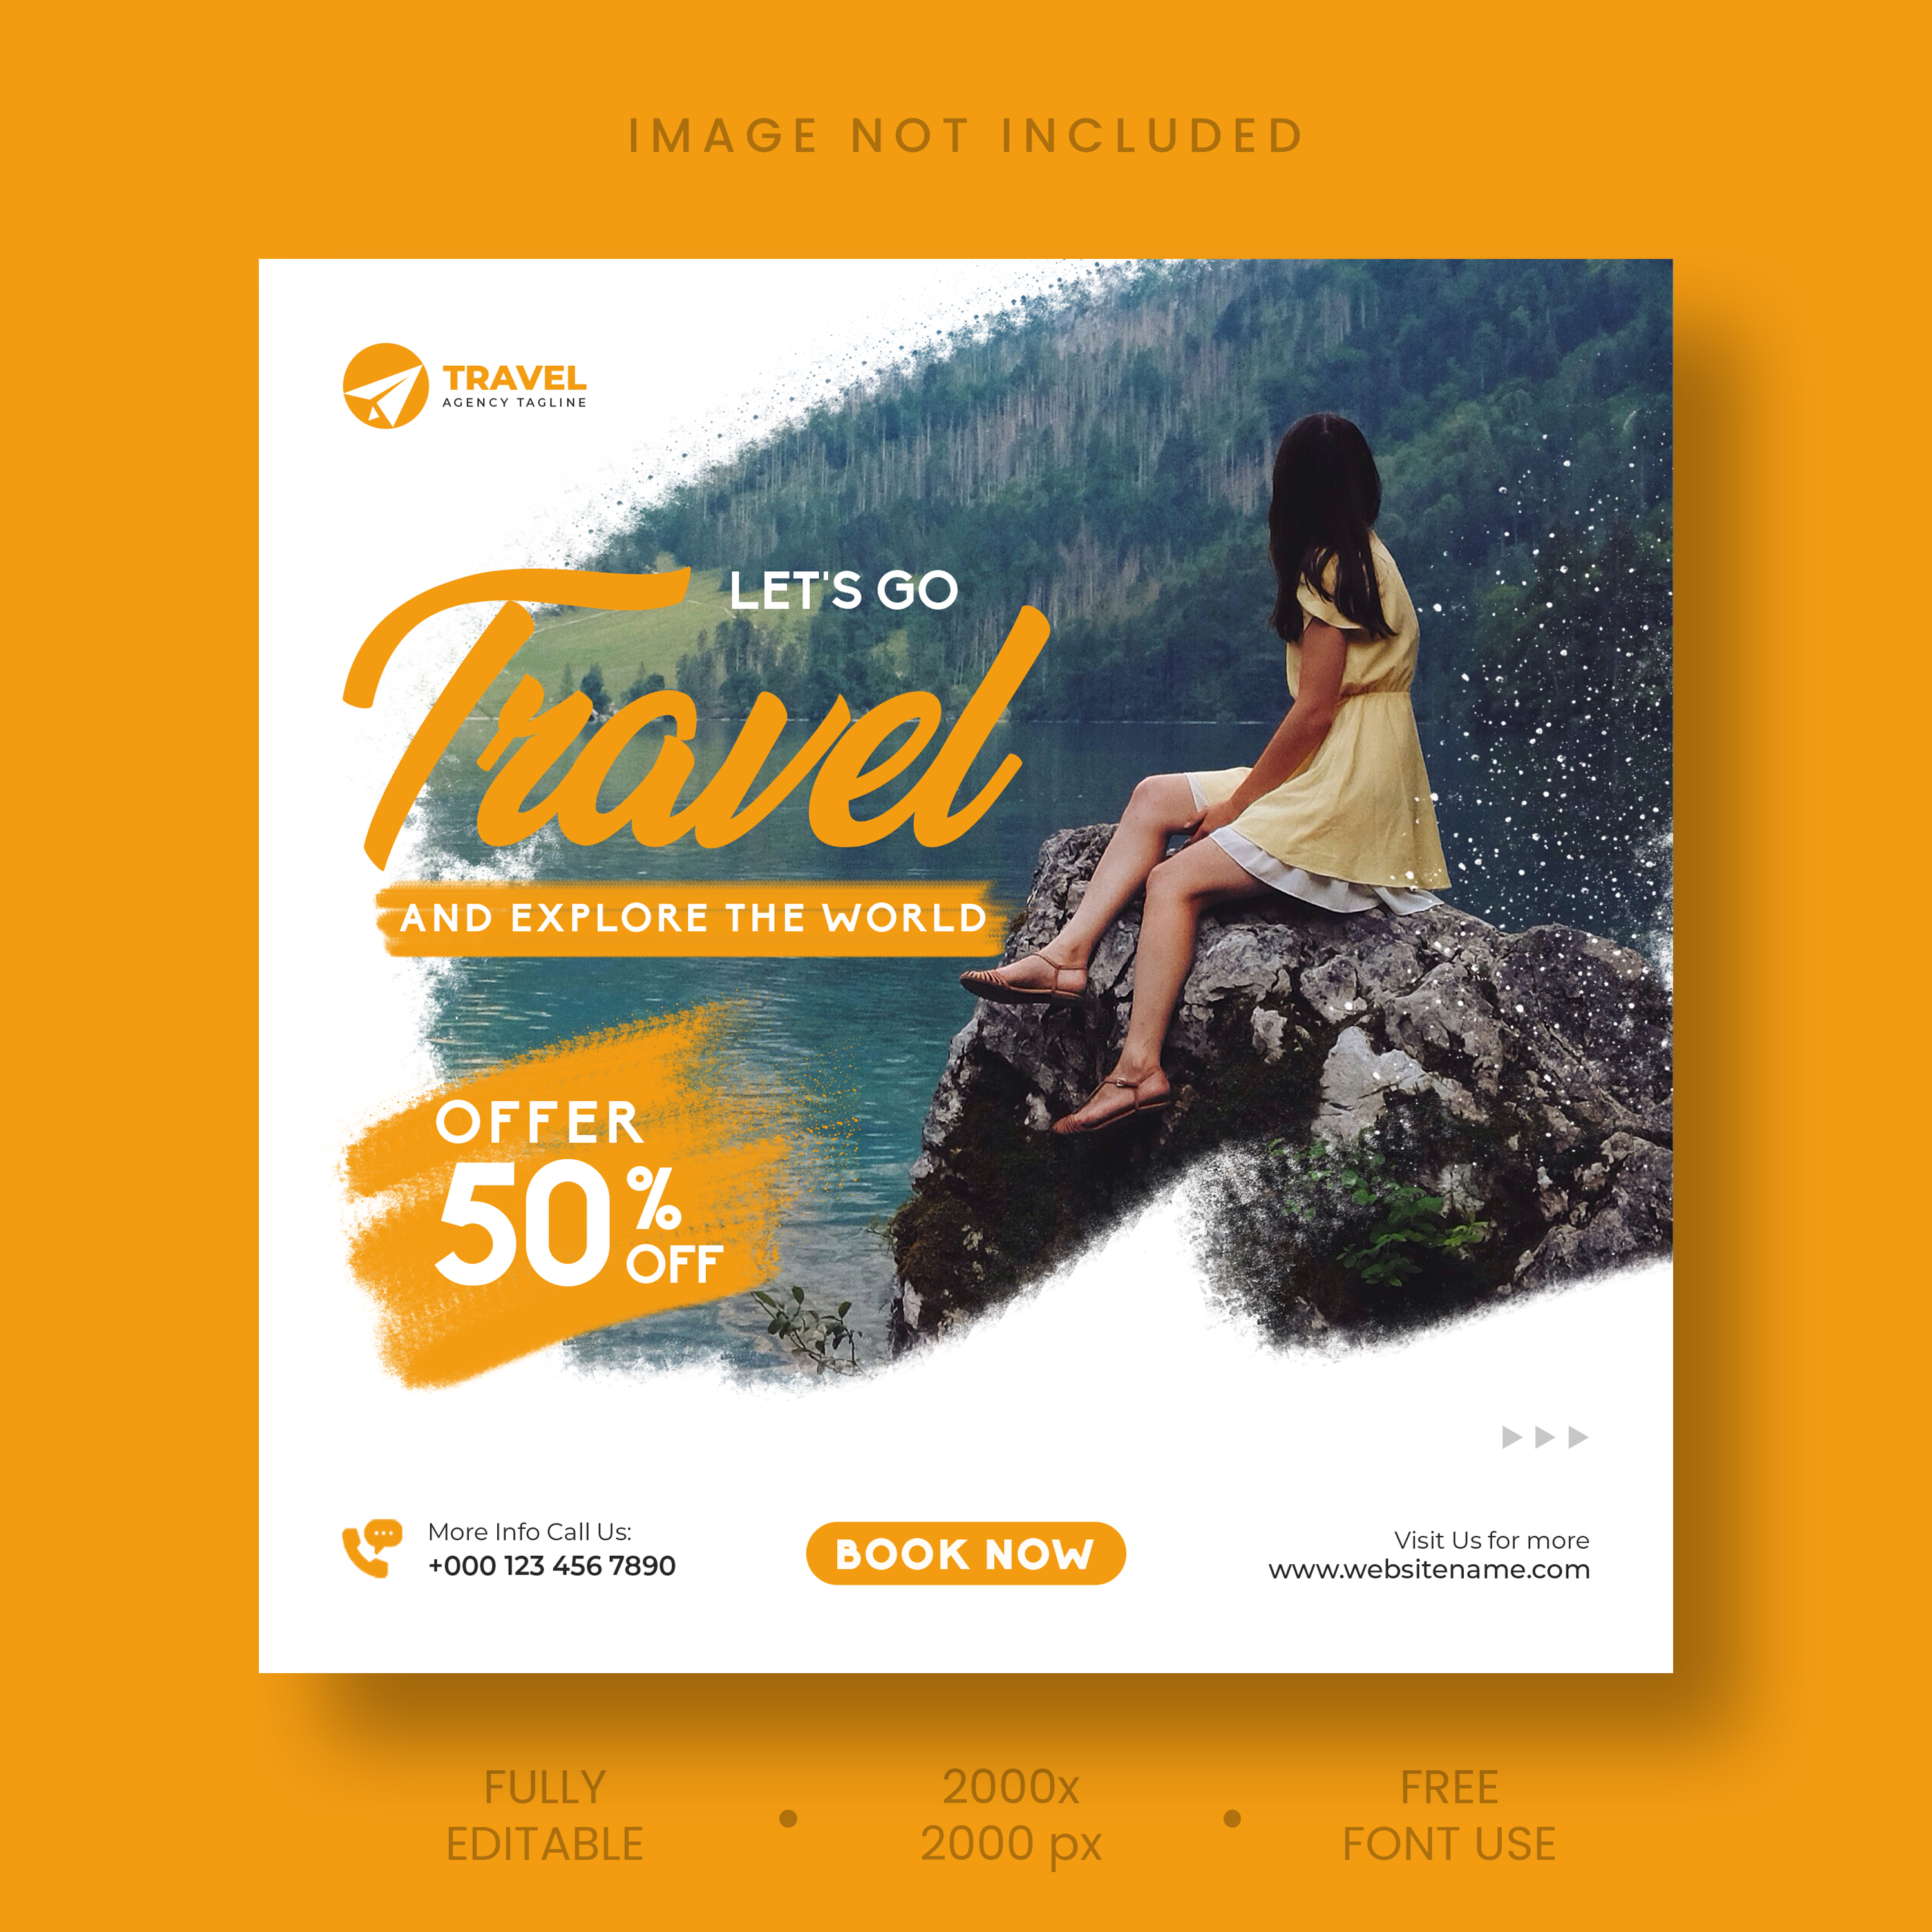 IMAGE NOT INCLUDED
TRAVEL
AGENCY TAGLINE
LET'S GO
Travel
AND EXPLORE THE WORLD
OFFER
50%
OFF
More Info Call Us:
+000 123 456 7890
BOOK NOW
Visit Us for more
www.websitename.com
FULLY
EDITABLE
2000x
2000 px
FREE
FONT USE